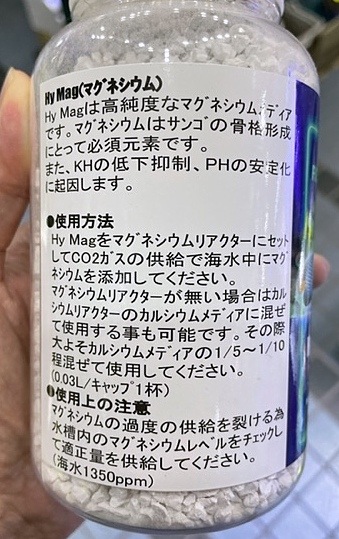 Hy Mag(マグネシウム)
Hy Magは高純度なマグネシウムメディア
です。マグネシウムはサンゴの骨格形成
にとって必須元素です。
また、KHの低下抑制、PHの安定化
に起因します。
●使用方法
Hy Magをマグネシウムリアクターにセット
してCO2ガスの供給で海水中にマグ
ネシウムを添加してください。
マグネシウムリアクターが無い場合はカル
シウムリアクターのカルシウムメディアに混ぜ
て使用する事も可能です。その際
大よそカルシウムメディアの1/5～1/10
程混ぜて使用してください。
(0.03L/キャップ1杯)
●使用上の注意
マグネシウムの過度の供給を裂ける為
水槽内のマグネシウムレベルをチェックし
て適正量を供給してください。
(海水1350ppm)